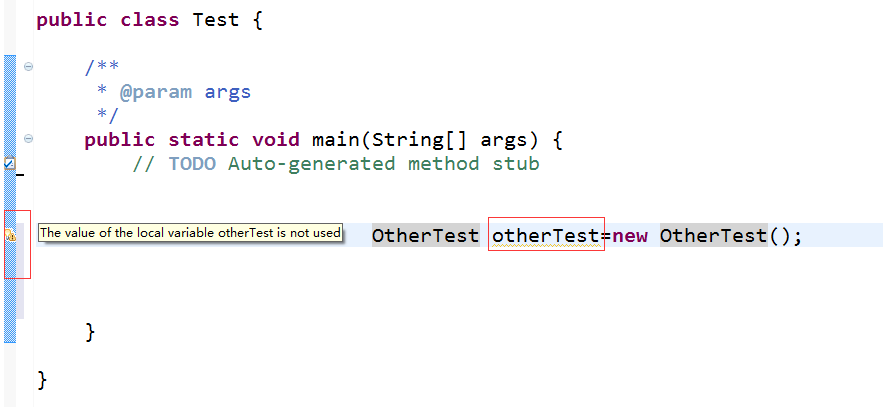 public class Test {
/**
* @param args
*/
public static void main(String[] args) {
// TODO Auto-generated method stub
The value of the local variable otherTest is not used OtherTest otherTest=new OtherTest();
}
}